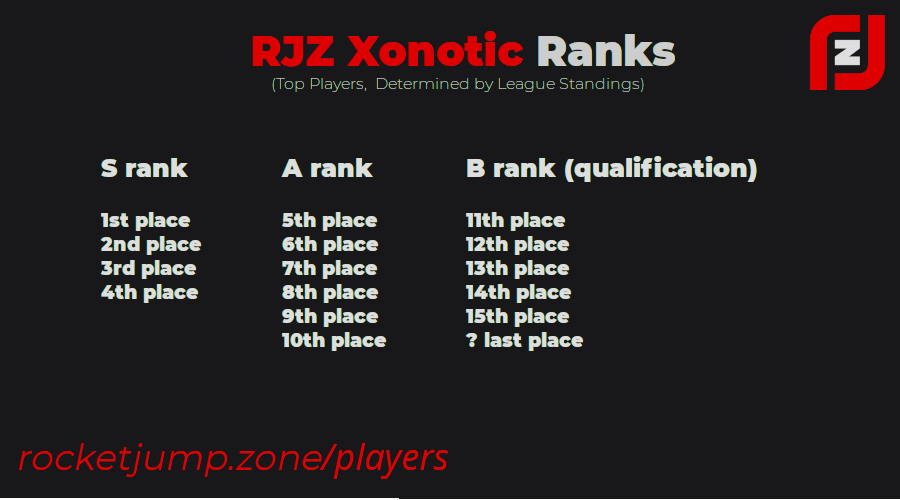 RJZ Xonotic Ranks
(Top Players, Determined by League Standings)
RJZ
S rank
1st place
2nd place
3rd place
4th place
A rank
5th place
6th place
7th place
8th place
9th place
10th place
B rank (qualification)
11th place
12th place
13th place
14th place
15th place
? last place
rocketjump.zone/players